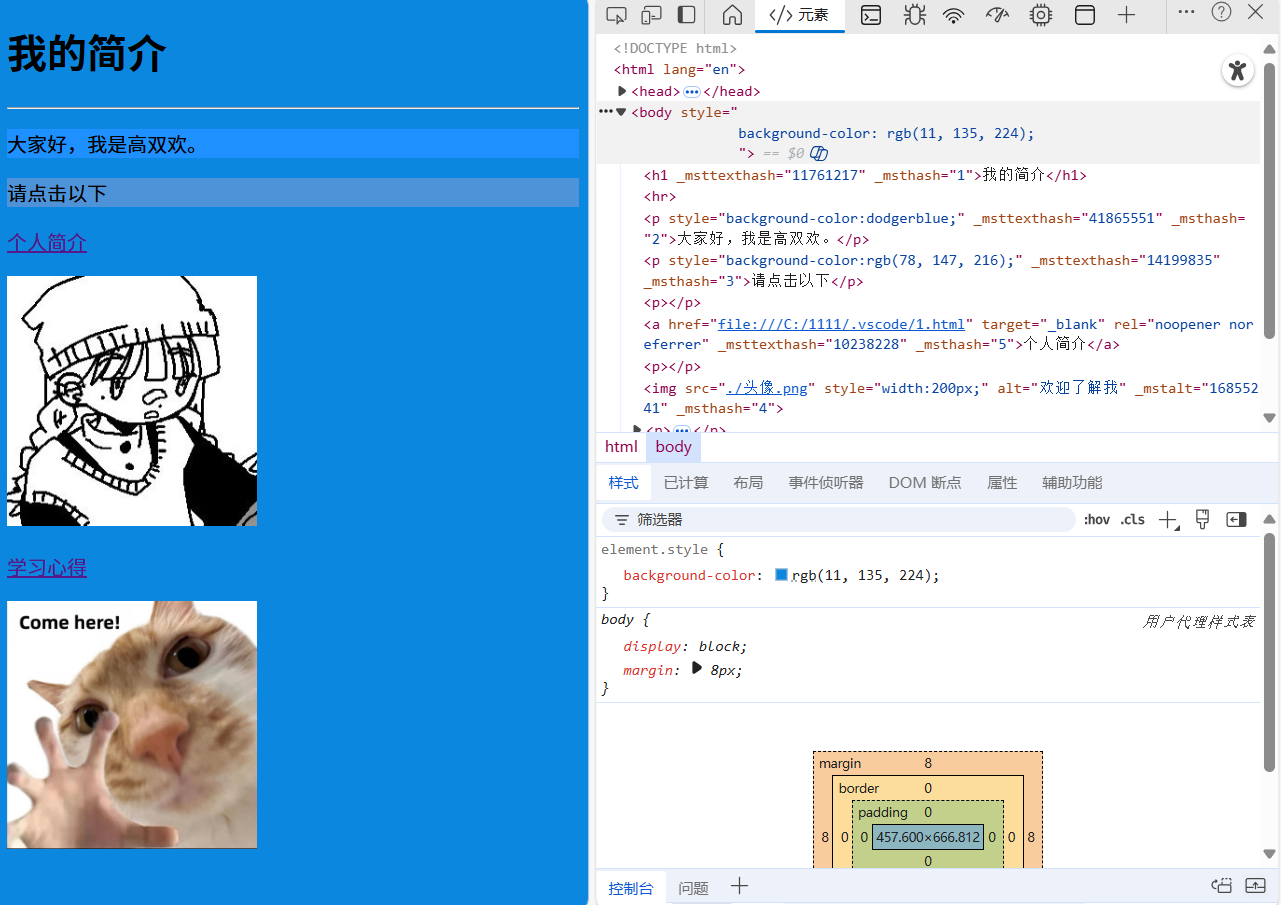 我的简介
大家好，我是高双欢。
请点击以下
个人简介
学习心得
Come here!
元素
<!DOCTYPE html>
<html lang="en">
<head>
</head>
<body style="
background-color: rgb(11, 135, 224);
"> == $0
<h1 _msttexthash="11761217" _msthash="1">我的简介</h1>
<hr>
<p style="background-color:dodgerblue;" _msttexthash="41865551" _msthash=
"2">大家好，我是高双欢。</p>
<p style="background-color:rgb(78, 147, 216);" _msttexthash="14199835"
_msthash="3">请点击以下</p>
<p></p>
<a href="file:///C:/1111/.vscode/1.html" target="_blank" rel="noopener nor
eferrer" _msttexthash="10238228" _msthash="5">个人简介</a>
<p></p>
<img src="./头像.png" style="width:200px;" alt="欢迎了解我" _mstalt="168552
41" _msthash="4">
<p> </p>
html body
样式 已计算 布局 事件侦听器 DOM 断点 属性 辅助功能
筛选器 :hov .cls
element.style {
background-color: rgb(11, 135, 224);
}
body { 用户代理样式表
display: block;
margin: 8px;
}
margin 8
border 0
padding 0
8 0 0 457.600×666.812 0 0 8
0
控制台 问题